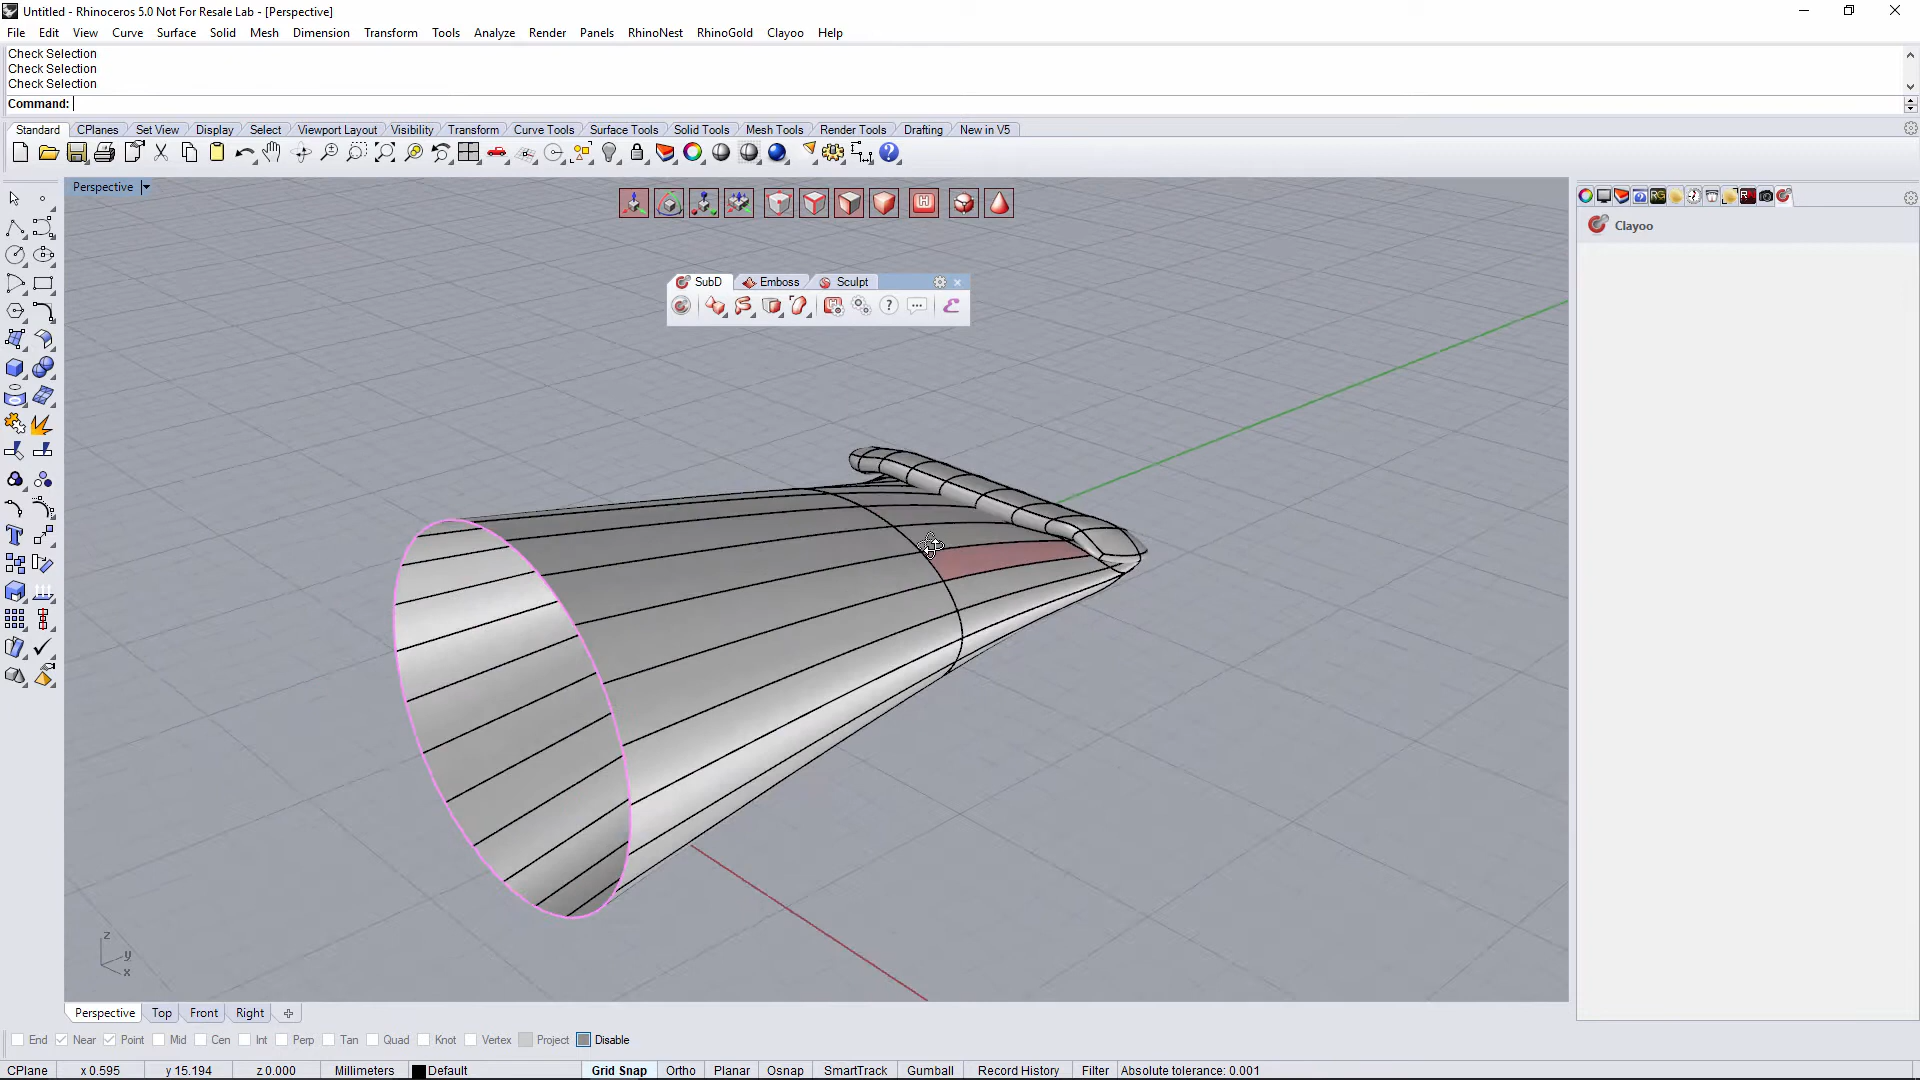 Untitled - Rhinoceros 5.0 Not For Resale Lab - [Perspective]
File Edit View Curve Surface Solid Mesh Dimension Transform Tools Analyze Render Panels RhinoNest RhinoGold Clayoo Help
Check Selection
Check Selection
Check Selection
Command:
Standard CPlanes Set View Display Select Viewport Layout Visibility Transform Curve Tools Surface Tools Solid Tools Mesh Tools Render Tools Drafting New in V5
Perspective
Clayoo
SubD Emboss Sculpt
z
y
x
Perspective Top Front Right
End Near Point Mid Cen Int Perp Tan Quad Knot Vertex Project Disable
CPlane x 0.595 y 15.194 z 0.000 Millimeters Default Grid Snap Ortho Planar Osnap SmartTrack Gumball Record History Filter Absolute tolerance: 0.001